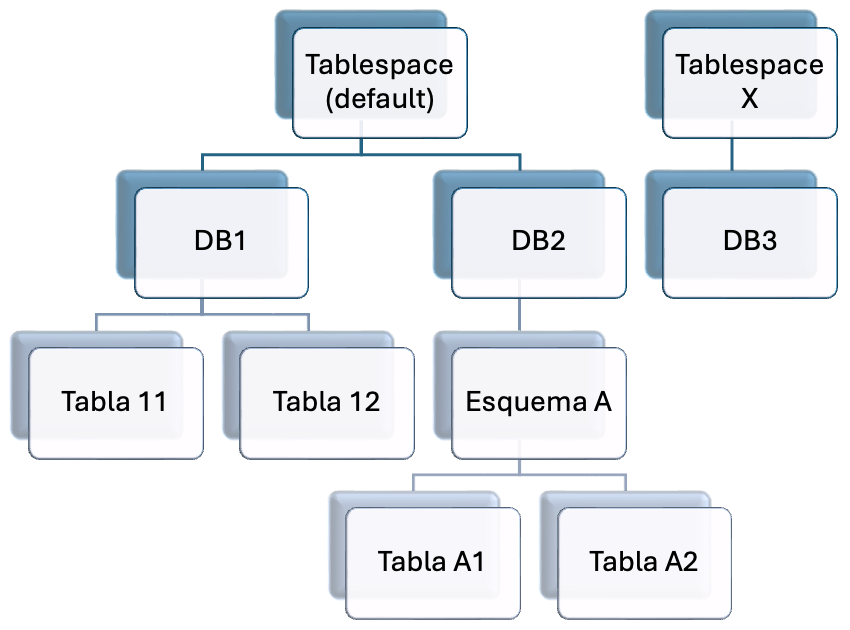 Tablespace
(default)
Tablespace
X
DB1
DB2
DB3
Tabla 11
Tabla 12
Esquema A
Tabla A1
Tabla A2